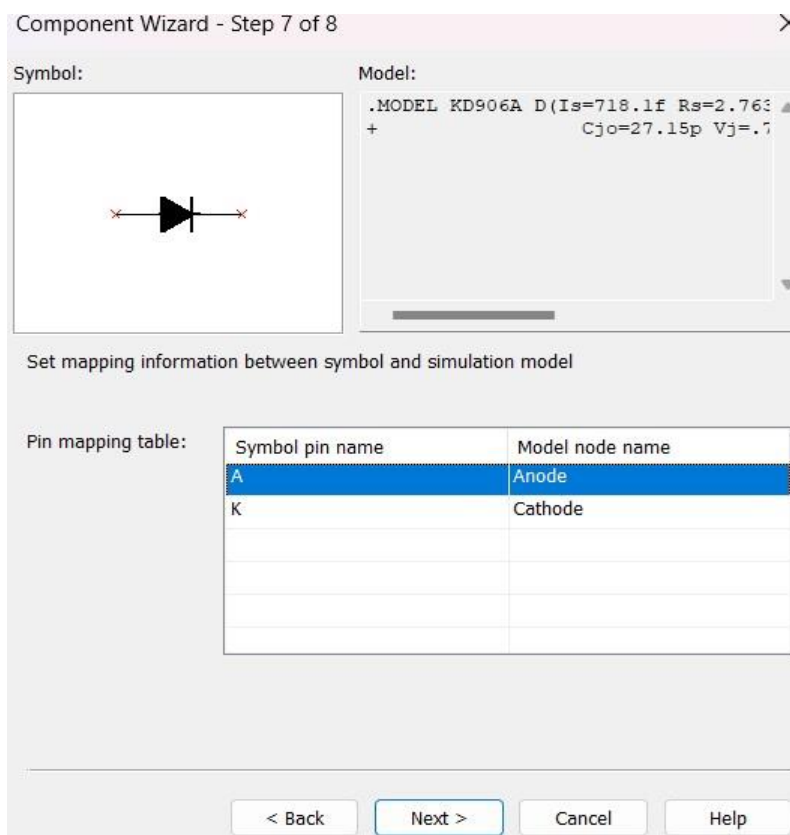 Component Wizard - Step 7 of 8
Symbol:
Model:
.MODEL KD906A D(Is=718.1f Rs=2.763
+ Cjo=27.15p Vj=.7
Set mapping information between symbol and simulation model
Pin mapping table:
Symbol pin name Model node name
A Anode
K Cathode
< Back Next > Cancel Help